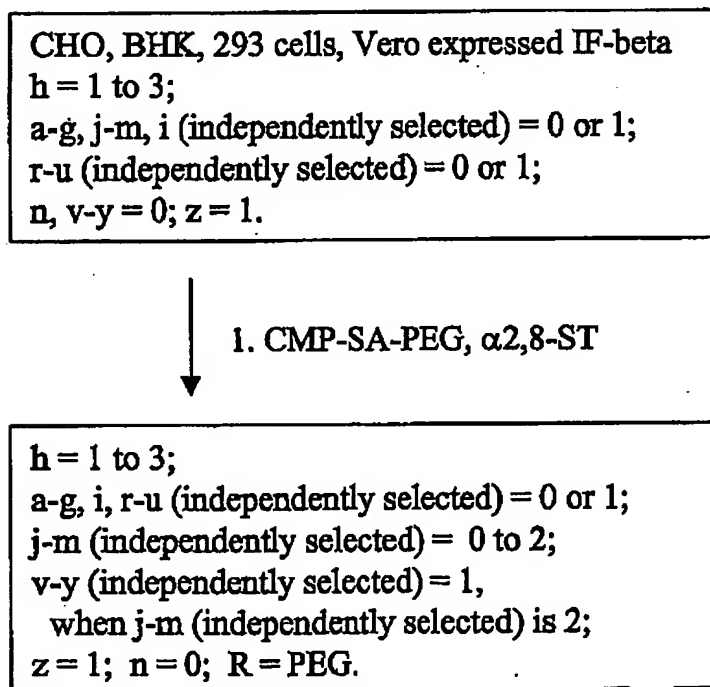 CHO, BHK, 293 cells, Vero expressed IF-beta
h = 1 to 3;
a-g, j-m, i (independently selected) = 0 or 1;
r-u (independently selected) = 0 or 1;
n, v-y = 0; z = 1.
1. CMP-SA-PEG, α2,8-ST
h = 1 to 3;
a-g, i, r-u (independently selected) = 0 or 1;
j-m (independently selected) = 0 to 2;
v-y (independently selected) = 1,
when j-m (independently selected) is 2;
z = 1; n = 0; R = PEG.